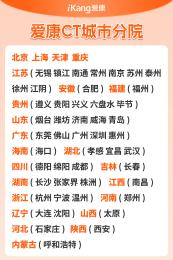 iKang爱康
爱康CT城市分院
北京 上海 天津 重庆
江苏(无锡 镇江 南通 常州 南京 苏州 泰州
徐州 江阴) 安徽(合肥) 福建(福州)
贵州(遵义 贵阳 兴义 六盘水 毕节)
山东(烟台 潍坊 济南 威海 青岛)
广东(东莞 佛山 广州 深圳 惠州)
海南(海口) 湖北(孝感 宜昌 武汉)
四川(德阳 绵阳 成都) 吉林(长春)
湖南(长沙 张家界 株洲) 江西(南昌)
浙江(杭州 宁波 温州) 河南(郑州)
辽宁(大连 沈阳) 山西(太原)
河北(石家庄) 陕西(西安)
内蒙古(呼和浩特)